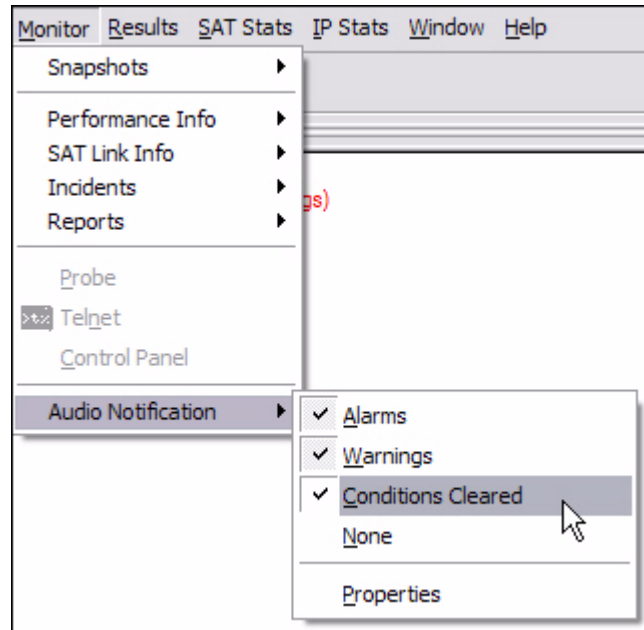 Monitor Results SAT Stats IP Stats Window Help
Snapshots
Performance Info
SAT Link Info
Incidents
gs)
Reports
Probe
Telnet
Control Panel
Audio Notification
Alarms
Warnings
Conditions Cleared
None
Properties